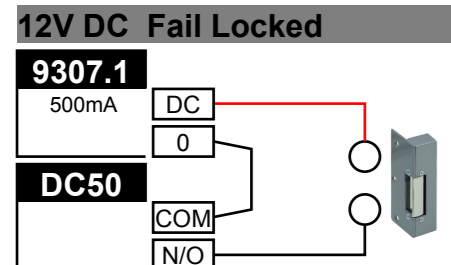 12V DC  Fail Locked
9307.1
500mA
DC
0
DC50
COM
N/O